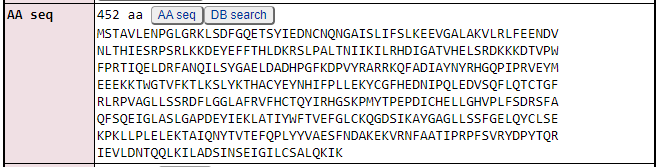 AA seq 452 aa AA seq DB search
MSTAVLENPGLGRKLSDFGQETSYIEDNCNQNGAISLIFSLKEEVGALAKVLRLFEENDV
NLTHIESRPSRLKKDEYEFFTHLDKRSLPALTNIIKILRHDIGATVHELSRDKKKDTVPW
FPRTIQELDRFANQILSYGAELDADHPGFKDPVYRARRKQFADIAYNYRHGQPIPRVEYM
EEEKKTWGTVFKTLKSLYKTHACYEYNHIFPLLEKYCGFHEDNIPQLEDVSQFLQTCTGF
RLRPVAGLLSSRDFLGGLAFRVFHCTQYIRHGSKPMYTPEPDICHELLGHVPLFSDRSFA
QFSQEIGLASLGAPDEYIEKLATIYWFTVEFGLCKQGDSIKAYGAGLLSSFGELQYCLSE
KPKLLPLELEKTAIQNYTVTEFQPLYYVAESFNDAKEKVRNFAATIPRPFSVRYDPYTQR
IEVLDNTQQLKILADSINSEIGILCSALQKIK